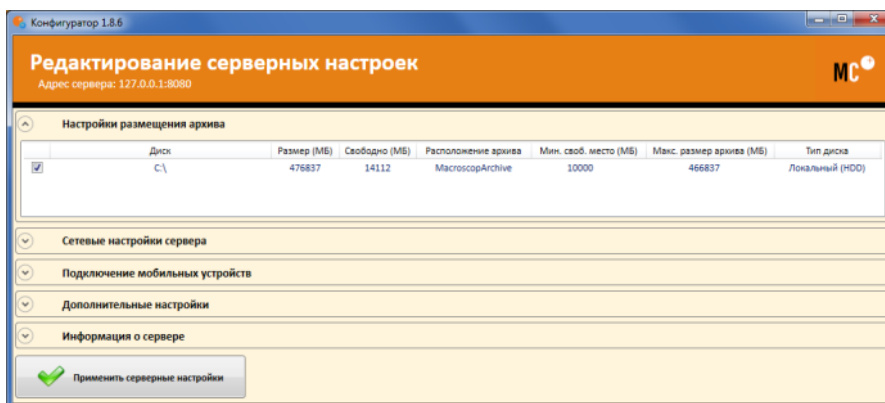 Конфигуратор 1.8.6
Редактирование серверных настроек
Адрес сервера: 127.0.0.1:8080
MC
Настройки размещения архива
Диск Размер (МБ) Свободно (МБ) Расположение архива Мин. своб. место (МБ) Макс. размер архива (МБ) Тип диска
C:\ 476837 14112 MacroscopArchive 10000 466837 Локальный (HDD)
Сетевые настройки сервера
Подключение мобильных устройств
Дополнительные настройки
Информация о сервере
Применить серверные настройки